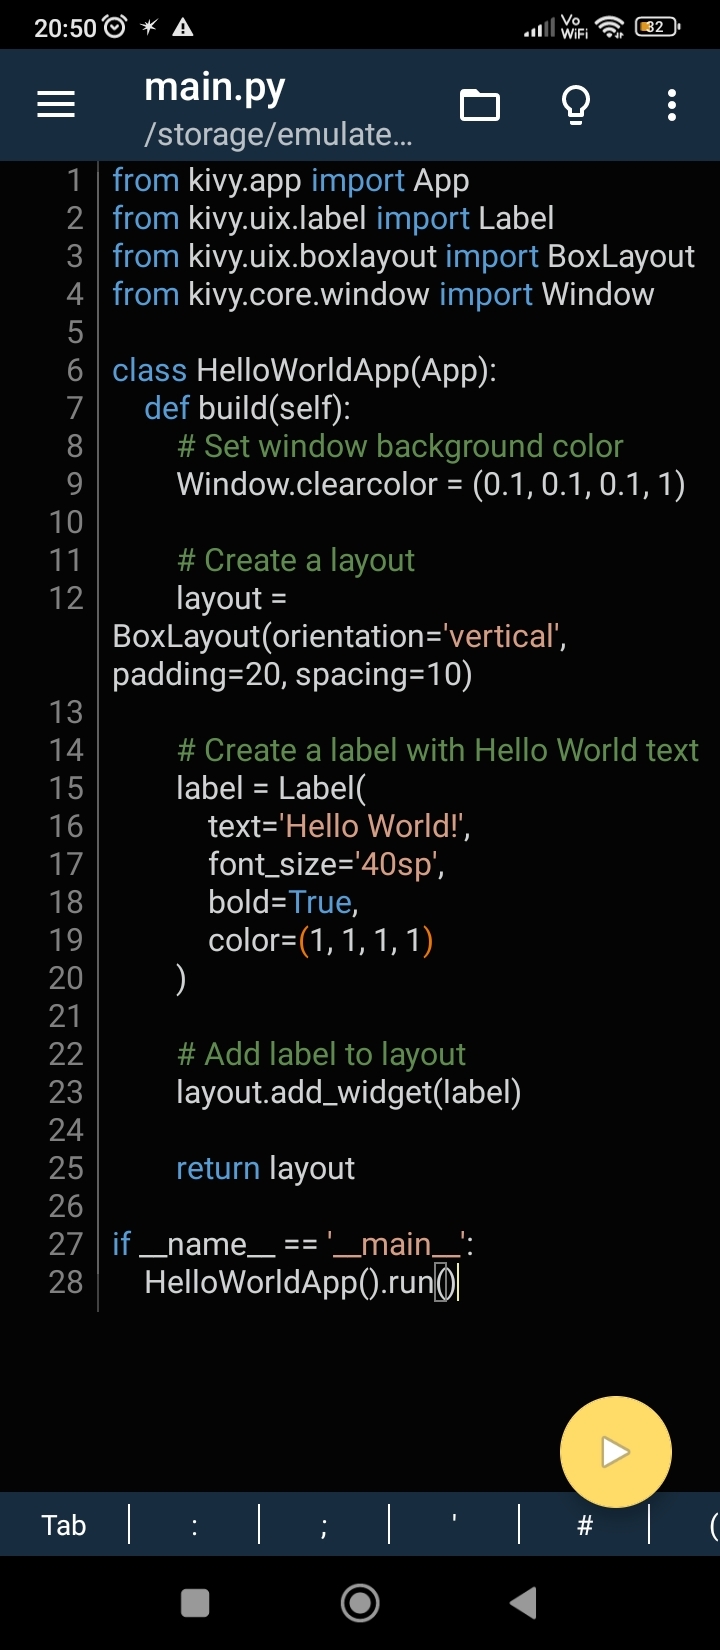 20:50
Vo
WiFi
32
main.py
/storage/emulate...
1 from kivy.app import App
2 from kivy.uix.label import Label
3 from kivy.uix.boxlayout import BoxLayout
4 from kivy.core.window import Window
5
6 class HelloWorldApp(App):
7     def build(self):
8         # Set window background color
9         Window.clearcolor = (0.1, 0.1, 0.1, 1)
10
11         # Create a layout
12         layout =
BoxLayout(orientation='vertical',
padding=20, spacing=10)
13
14         # Create a label with Hello World text
15         label = Label(
16             text='Hello World!',
17             font_size='40sp',
18             bold=True,
19             color=(1, 1, 1, 1)
20         )
21
22         # Add label to layout
23         layout.add_widget(label)
24
25         return layout
26
27 if __name__ == '__main__':
28     HelloWorldApp().run()
Tab : ; ' # (